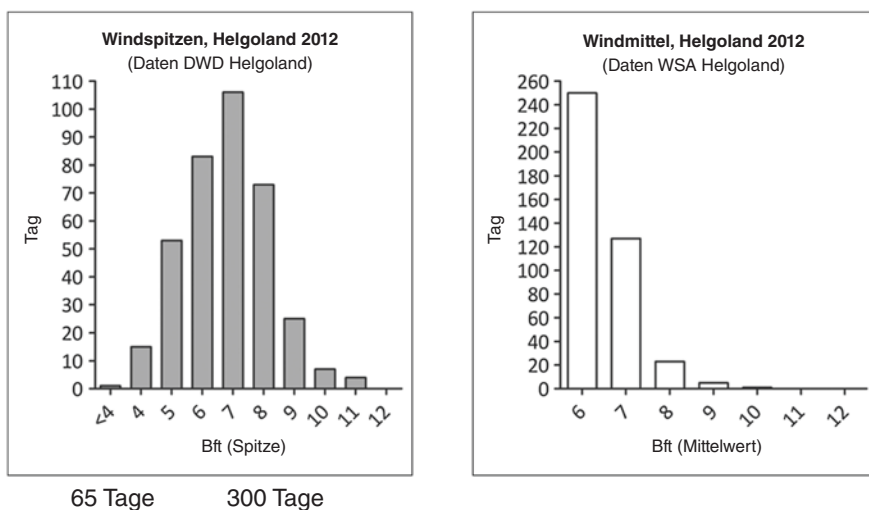 Windspitzen, Helgoland 2012
(Daten DWD Helgoland)
Tag
110
100
90
80
70
60
50
40
30
20
10
0
<4 4 5 6 7 8 9 10 11 12
Bft (Spitze)
65 Tage 300 Tage
Windmittel, Helgoland 2012
(Daten WSA Helgoland)
Tag
260
240
220
200
180
160
140
120
100
80
60
40
20
0
6 7 8 9 10 11 12
Bft (Mittelwert)